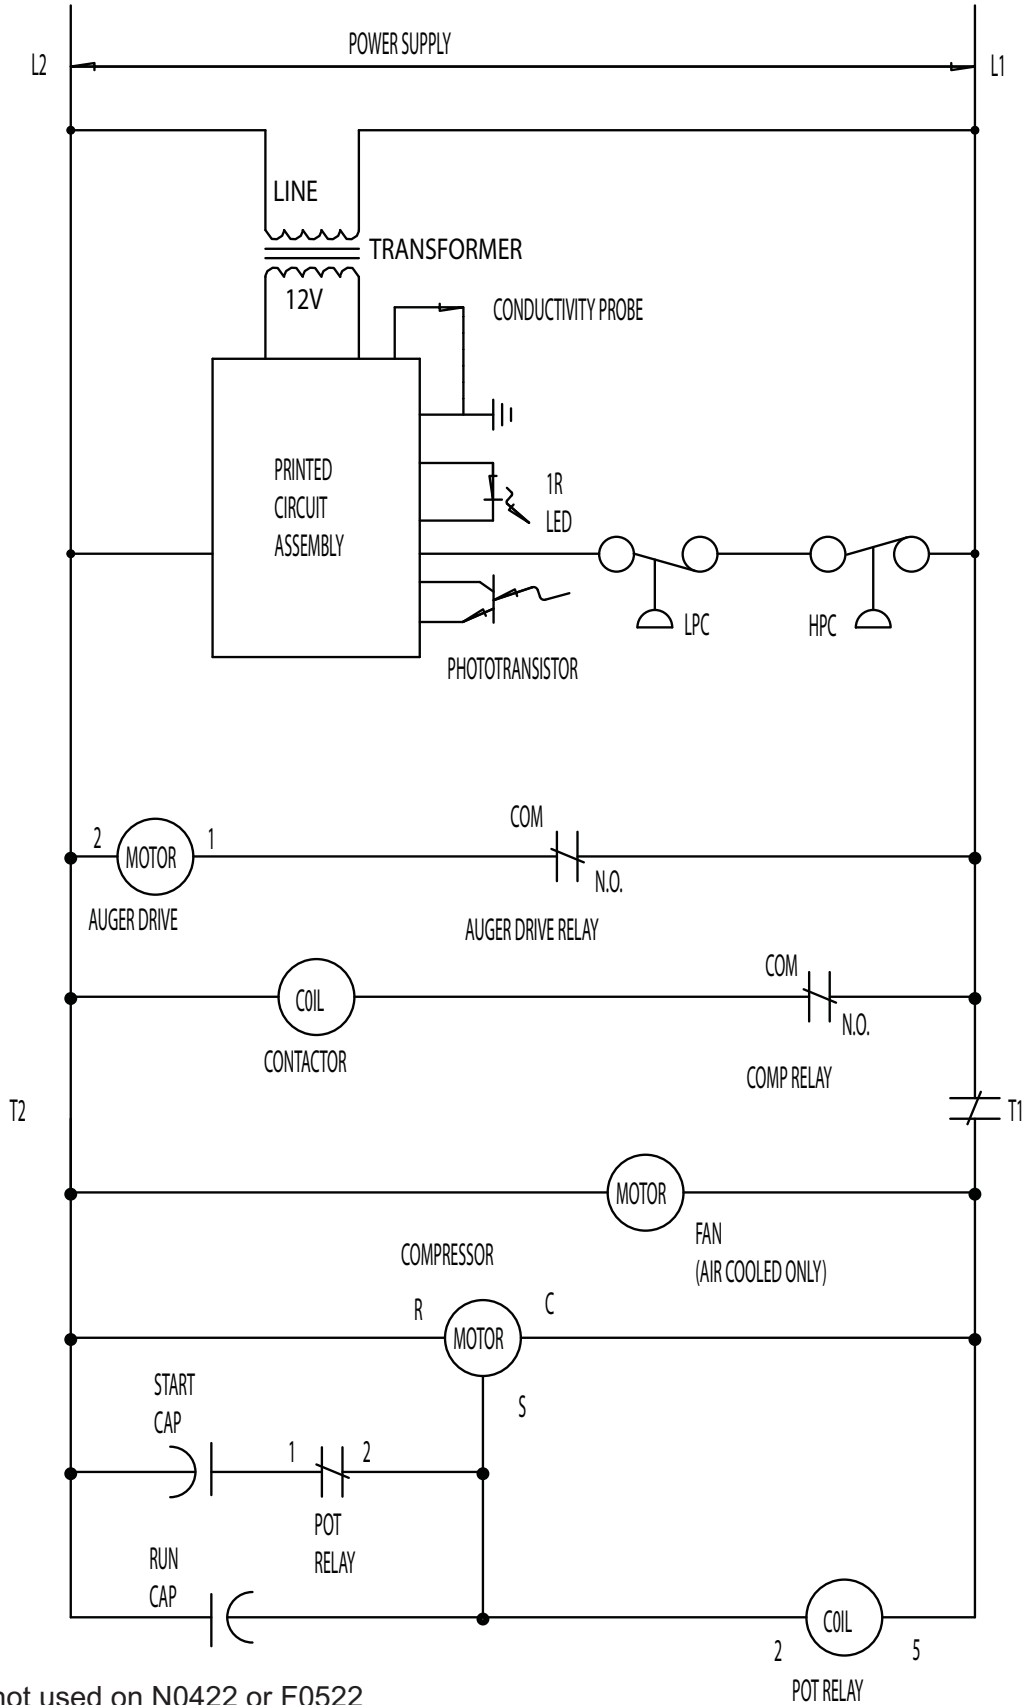 POWER SUPPLY
L2
L1
LINE
TRANSFORMER
12V
CONDUCTIVITY PROBE
PRINTED
CIRCUIT
ASSEMBLY
1R
LED
LPC
HPC
PHOTOTRANSISTOR
COM
2
MOTOR
1
N.O.
AUGER DRIVE
AUGER DRIVE RELAY
COM
COIL
N.O.
CONTACTOR
COMP RELAY
T2
T1
MOTOR
FAN
(AIR COOLED ONLY)
COMPRESSOR
R
C
MOTOR
S
START
CAP
1
2
POT
RELAY
RUN
CAP
COIL
2
5
POT RELAY
not used on N0422 or F0522